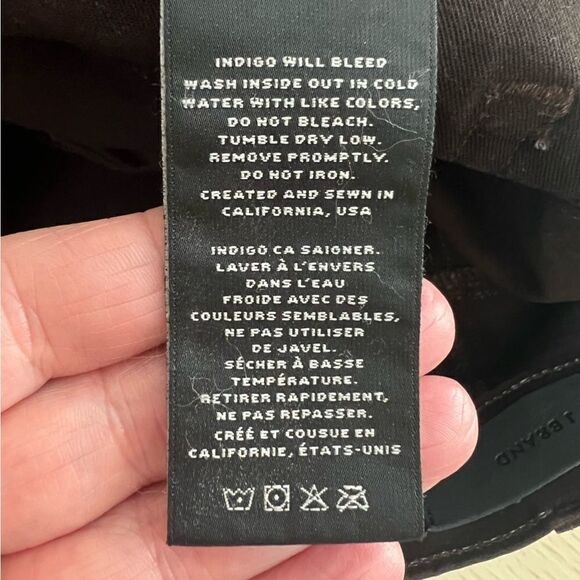 INDIGO WILL BLEED
WASH INSIDE OUT IN COLD
WATER WITH LIKE COLORS,
DO NOT BLEACH.
TUMBLE DRY LOW.
REMOVE PROMPTLY.
DO NOT IRON.
CREATED AND SEWN IN
CALIFORNIA, USA
INDIGO CA SAIGNER.
LAVER À L'ENVERS
DANS L'EAU
FROIDE AVEC DES
COULEURS SEMBLABLES,
NE PAS UTILISER
DE JAVEL.
SÉCHER À BASSE
TEMPÉRATURE.
RETIRER RAPIDEMENT,
NE PAS REPASSER.
CRÉÉ ET COUSUE EN
CALIFORNIE, ÉTATS-UNIS
J BRAND